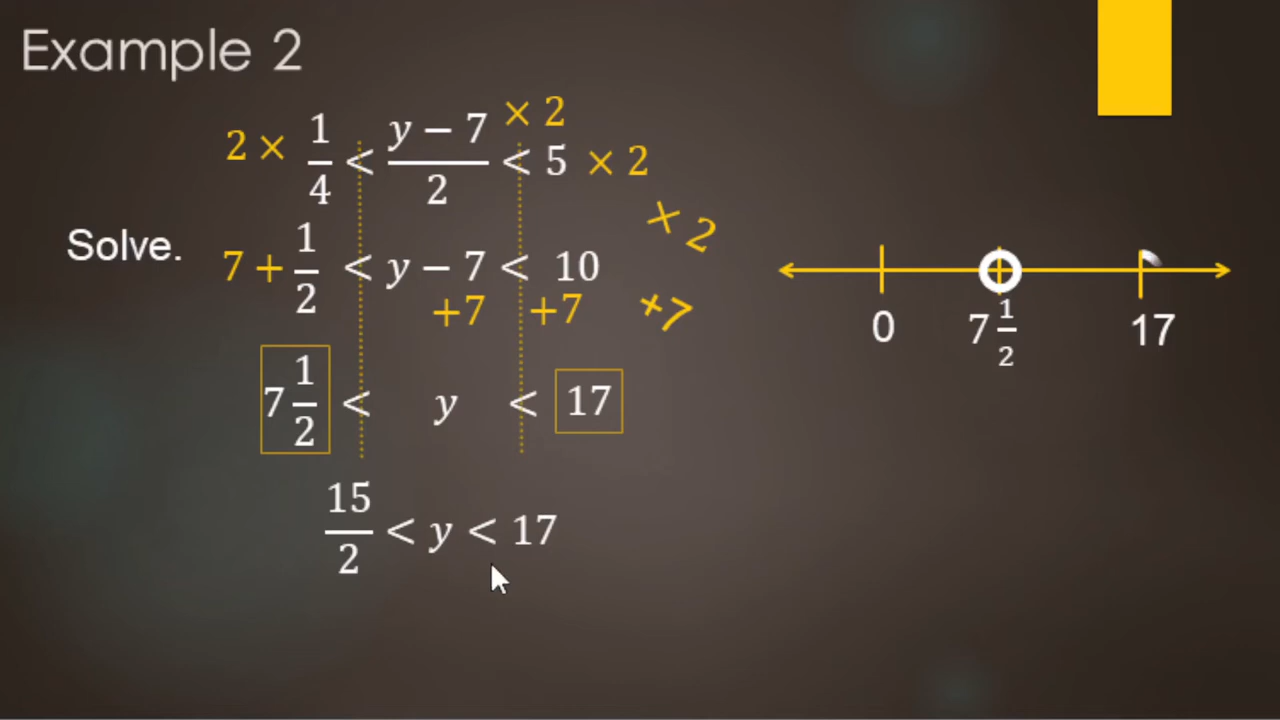 Example 2
× 2
2 × 1/4 < (y − 7)/2 < 5 × 2
× 2
Solve.
7 + 1/2 < y − 7 < 10
+7 +7 +7
7 1/2 < y < 17
15/2 < y < 17
0 7 1/2 17